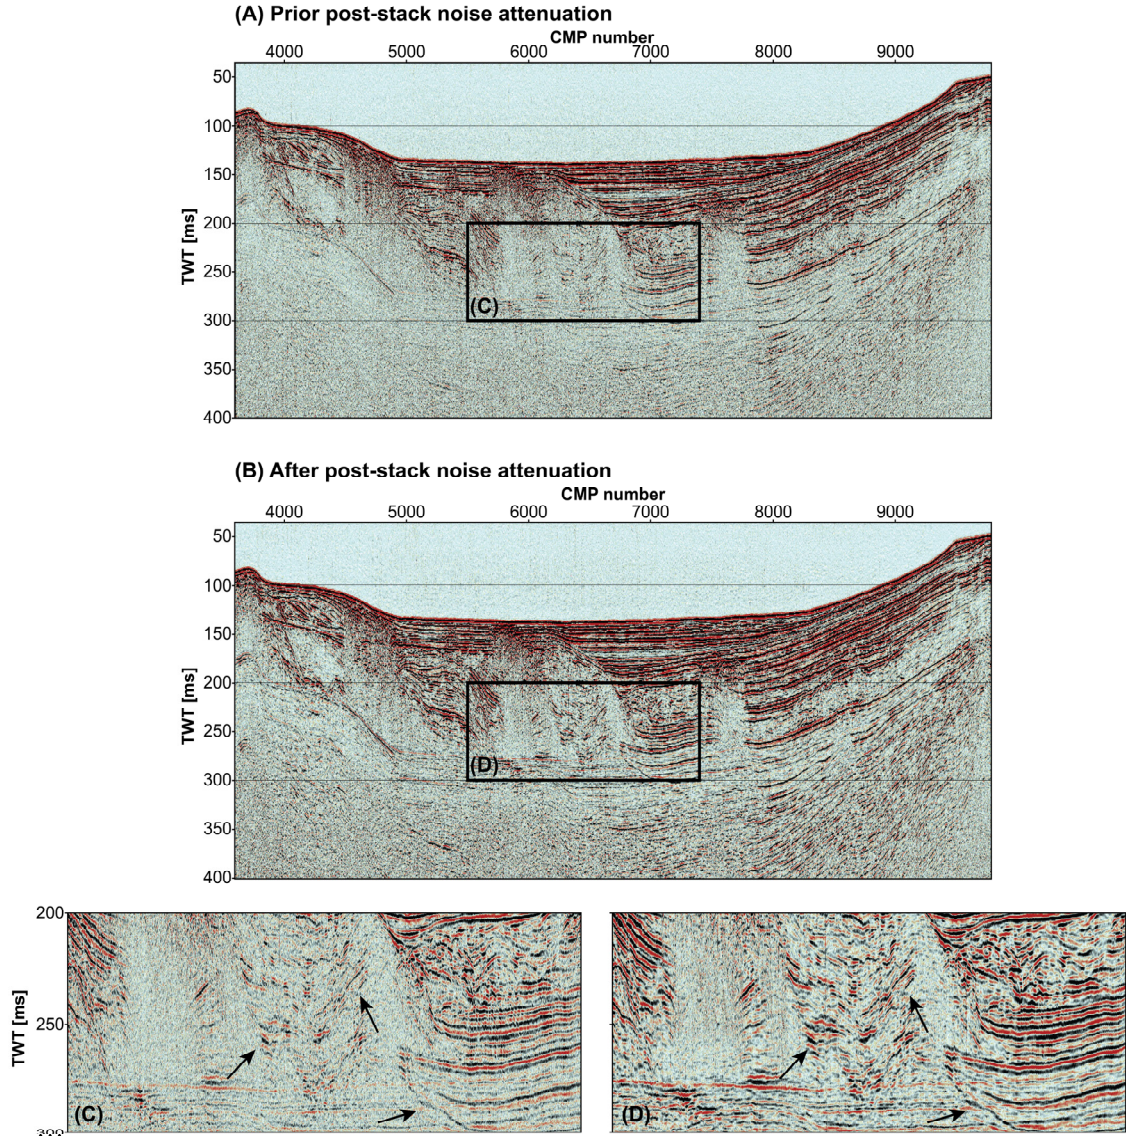 (A) Prior post-stack noise attenuation
CMP number
4000 5000 6000 7000 8000 9000
50
100
150
200
TWT [ms]
250
(C)
300
350
400
(B) After post-stack noise attenuation
CMP number
4000 5000 6000 7000 8000 9000
50
100
150
200
TWT [ms]
250
(D)
300
350
400
200
TWT [ms]
250
(C)
300
(D)